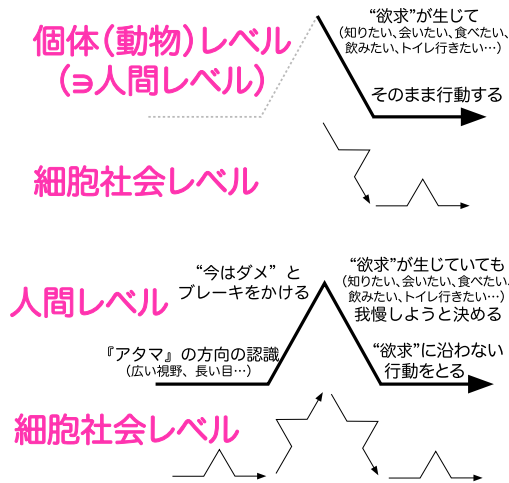 個体（動物）レベル
（∋人間レベル）
“欲求”が生じて
（知りたい、会いたい、食べたい、
飲みたい、トイレ行きたい…）
そのまま行動する
細胞社会レベル
人間レベル
“今はダメ”と
ブレーキをかける
“欲求”が生じていても
（知りたい、会いたい、食べたい、
飲みたい、トイレ行きたい…）
我慢しようと決める
『アタマ』の方向の認識
（広い視野、長い目…）
“欲求”に沿わない
行動をとる
細胞社会レベル